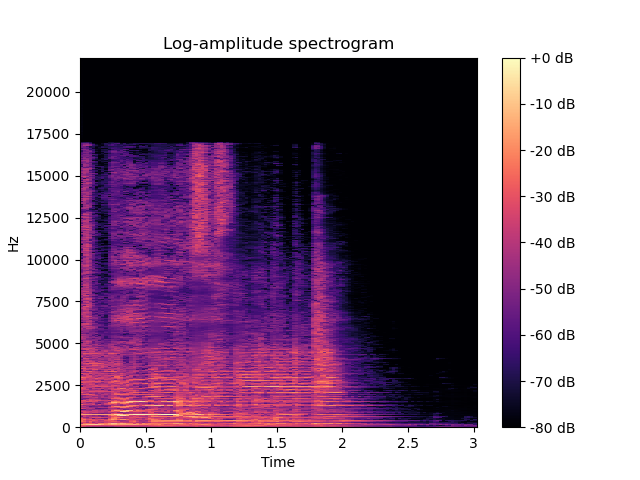 Log-amplitude spectrogram
+0 dB
20000
-10 dB
17500
-20 dB
15000
-30 dB
12500
-40 dB
Hz
10000
-50 dB
7500
-60 dB
5000
-70 dB
2500
0
-80 dB
0 0.5 1 1.5 2 2.5 3
Time